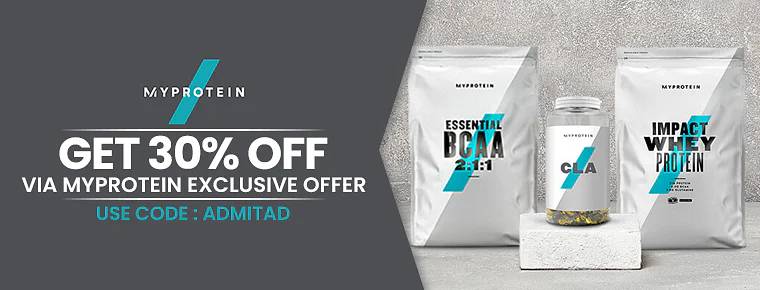 MYPROTEIN
GET 30% OFF
VIA MYPROTEIN EXCLUSIVE OFFER
USE CODE : ADMITAD
MYPROTEIN
ESSENTIAL
BCAA
2:1:1
MYPROTEIN
CLA
MYPROTEIN
IMPACT
WHEY
PROTEIN